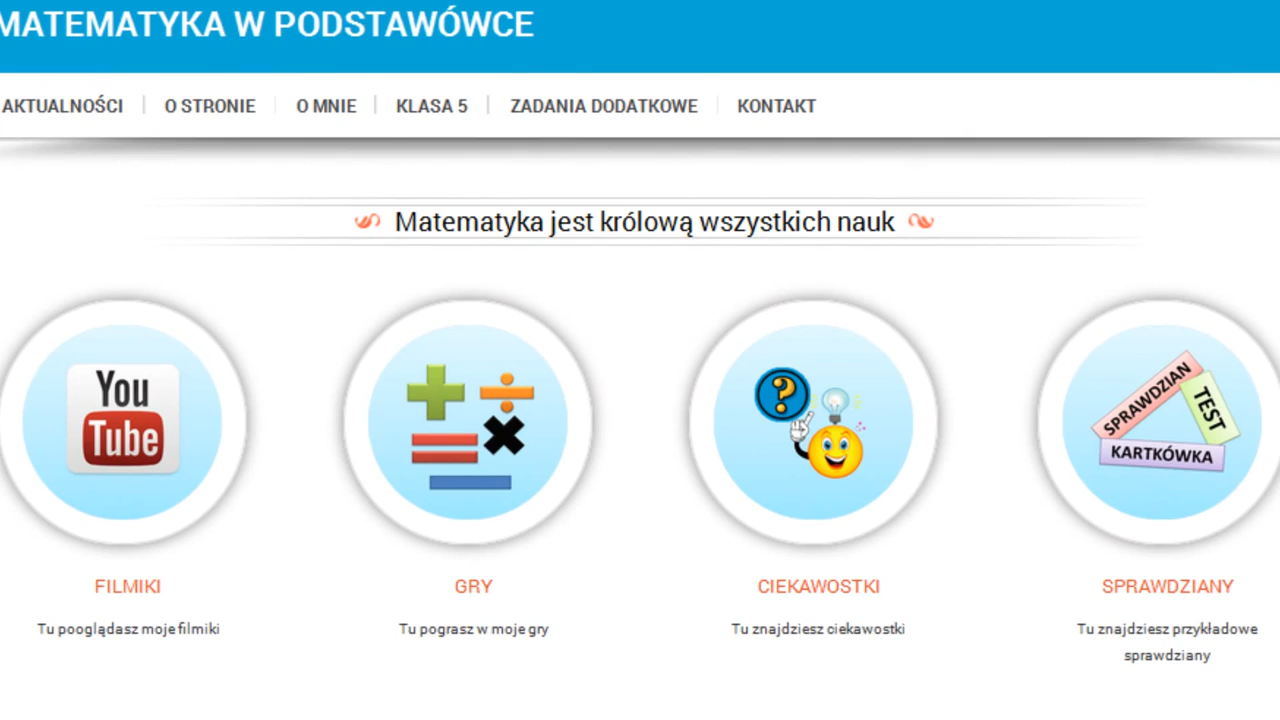 MATEMATYKA W PODSTAWÓWCE
AKTUALNOŚCI O STRONIE O MNIE KLASA 5 ZADANIA DODATKOWE KONTAKT
Matematyka jest królową wszystkich nauk
You
Tube
?
SPRAWDZIAN
TEST
KARTKÓWKA
FILMIKI GRY CIEKAWOSTKI SPRAWDZIANY
Tu pooglądasz moje filmiki Tu pograsz w moje gry Tu znajdziesz ciekawostki Tu znajdziesz przykładowe
sprawdziany